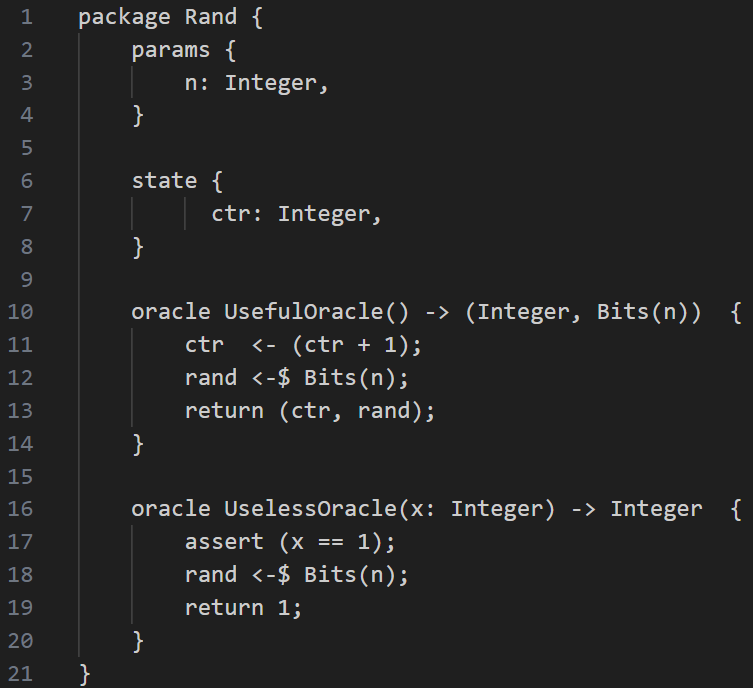 1 package Rand {
2     params {
3         n: Integer,
4     }
5
6     state {
7           ctr: Integer,
8     }
9
10     oracle UsefulOracle() -> (Integer, Bits(n))  {
11         ctr  <- (ctr + 1);
12         rand <-$ Bits(n);
13         return (ctr, rand);
14     }
15
16     oracle UselessOracle(x: Integer) -> Integer  {
17         assert (x == 1);
18         rand <-$ Bits(n);
19         return 1;
20     }
21 }